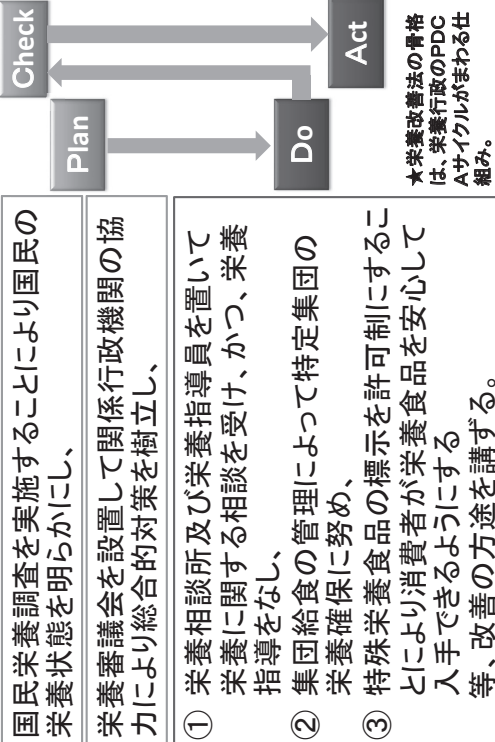 国民栄養調査を実施することにより国民の
栄養状態を明らかにし、
栄養審議会を設置して関係行政機関の協
力により総合的対策を樹立し、
① 栄養相談所及び栄養指導員を置いて
栄養に関する相談を受け、かつ、栄養
指導をなし、
② 集団給食の管理によって特定集団の
栄養確保に努め、
③ 特殊栄養食品の標示を許可制にするこ
とにより消費者が栄養食品を安心して
入手できるようにする
等、改善の方途を講ずる。
Check
Plan
Do
Act
★栄養改善法の骨格
は、栄養行政のPDC
Aサイクルがまわる仕
組み。